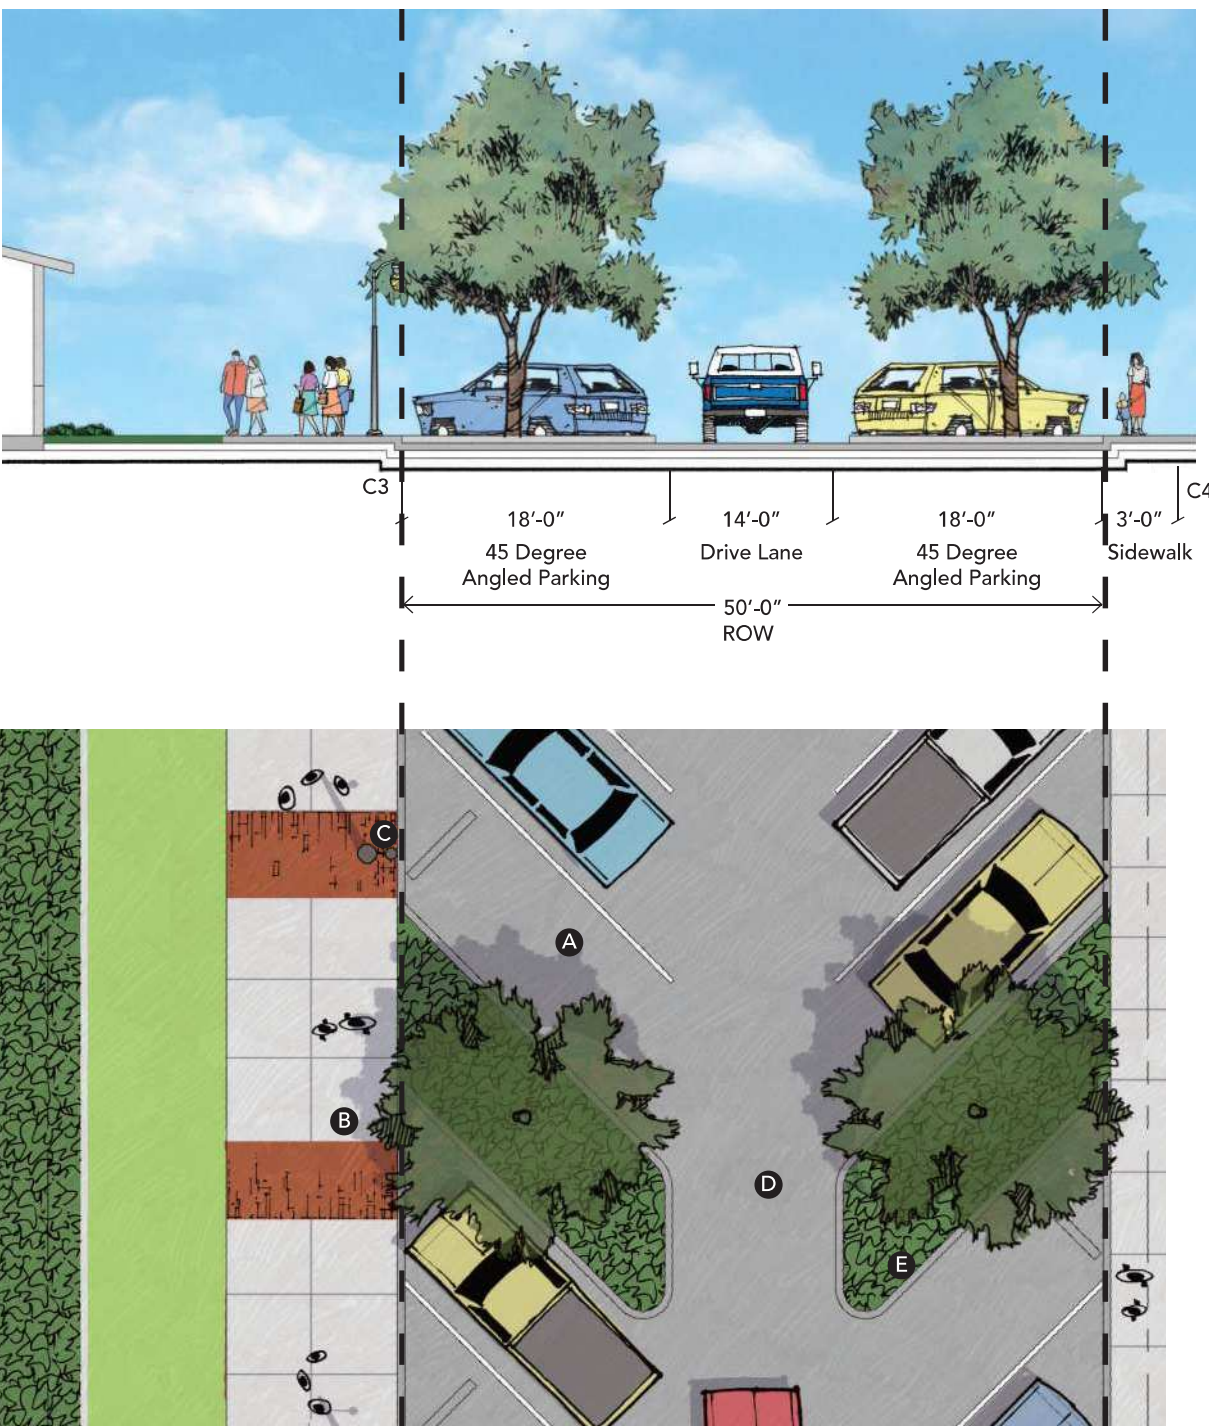 C3
C4
18'-0"
14'-0"
18'-0"
3'-0"
45 Degree
Angled Parking
Drive Lane
45 Degree
Angled Parking
Sidewalk
50'-0"
ROW
C
A
B
D
E